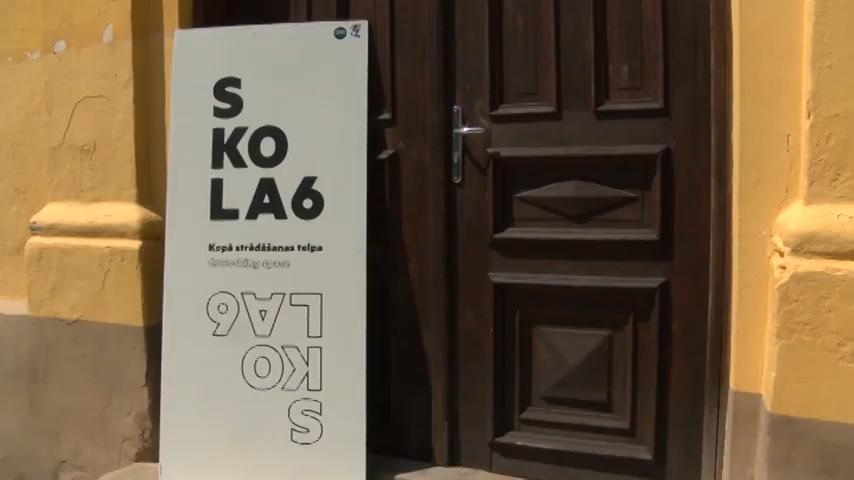 S
KO
LA6
Kopā strādāšanas telpa
Coworking space
LA6
KO
S